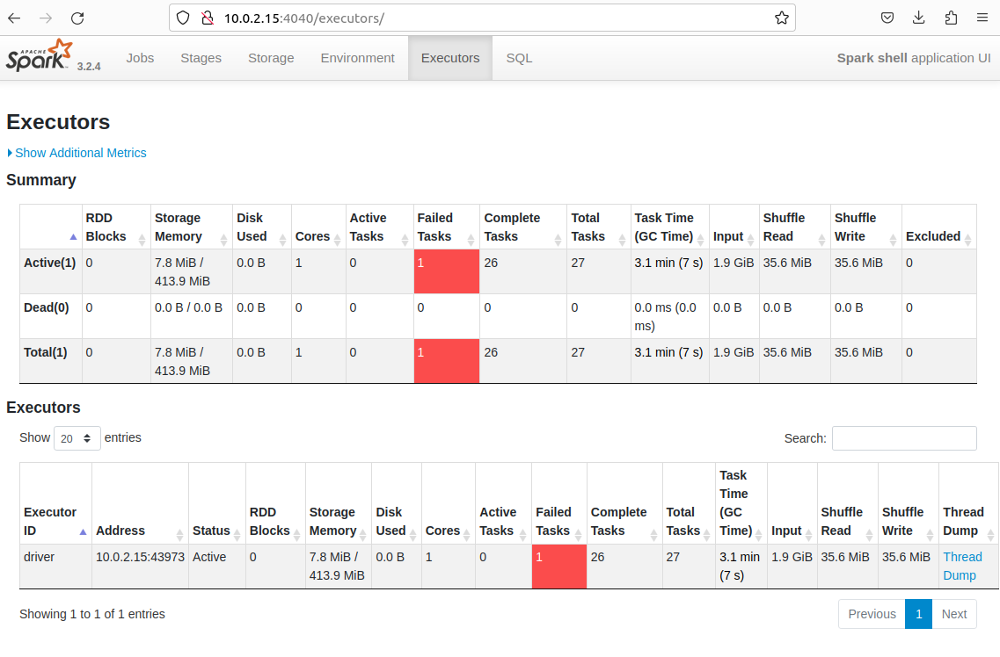 10.0.2.15:4040/executors/
APACHE
Spark 3.2.4 Jobs Stages Storage Environment Executors SQL Spark shell application UI
Executors
Show Additional Metrics
Summary
RDD Blocks Storage Memory Disk Used Cores Active Tasks Failed Tasks Complete Tasks Total Tasks Task Time (GC Time) Input Shuffle Read Shuffle Write Excluded
Active(1) 0 7.8 MiB / 413.9 MiB 0.0 B 1 0 1 26 27 3.1 min (7 s) 1.9 GiB 35.6 MiB 35.6 MiB 0
Dead(0) 0 0.0 B / 0.0 B 0.0 B 0 0 0 0 0 0.0 ms (0.0 ms) 0.0 B 0.0 B 0.0 B 0
Total(1) 0 7.8 MiB / 413.9 MiB 0.0 B 1 0 1 26 27 3.1 min (7 s) 1.9 GiB 35.6 MiB 35.6 MiB 0
Executors
Show 20 entries Search:
Executor ID Address Status RDD Blocks Storage Memory Disk Used Cores Active Tasks Failed Tasks Complete Tasks Total Tasks Task Time (GC Time) Input Shuffle Read Shuffle Write Thread Dump
driver 10.0.2.15:43973 Active 0 7.8 MiB / 413.9 MiB 0.0 B 1 0 1 26 27 3.1 min (7 s) 1.9 GiB 35.6 MiB 35.6 MiB Thread Dump
Showing 1 to 1 of 1 entries Previous 1 Next